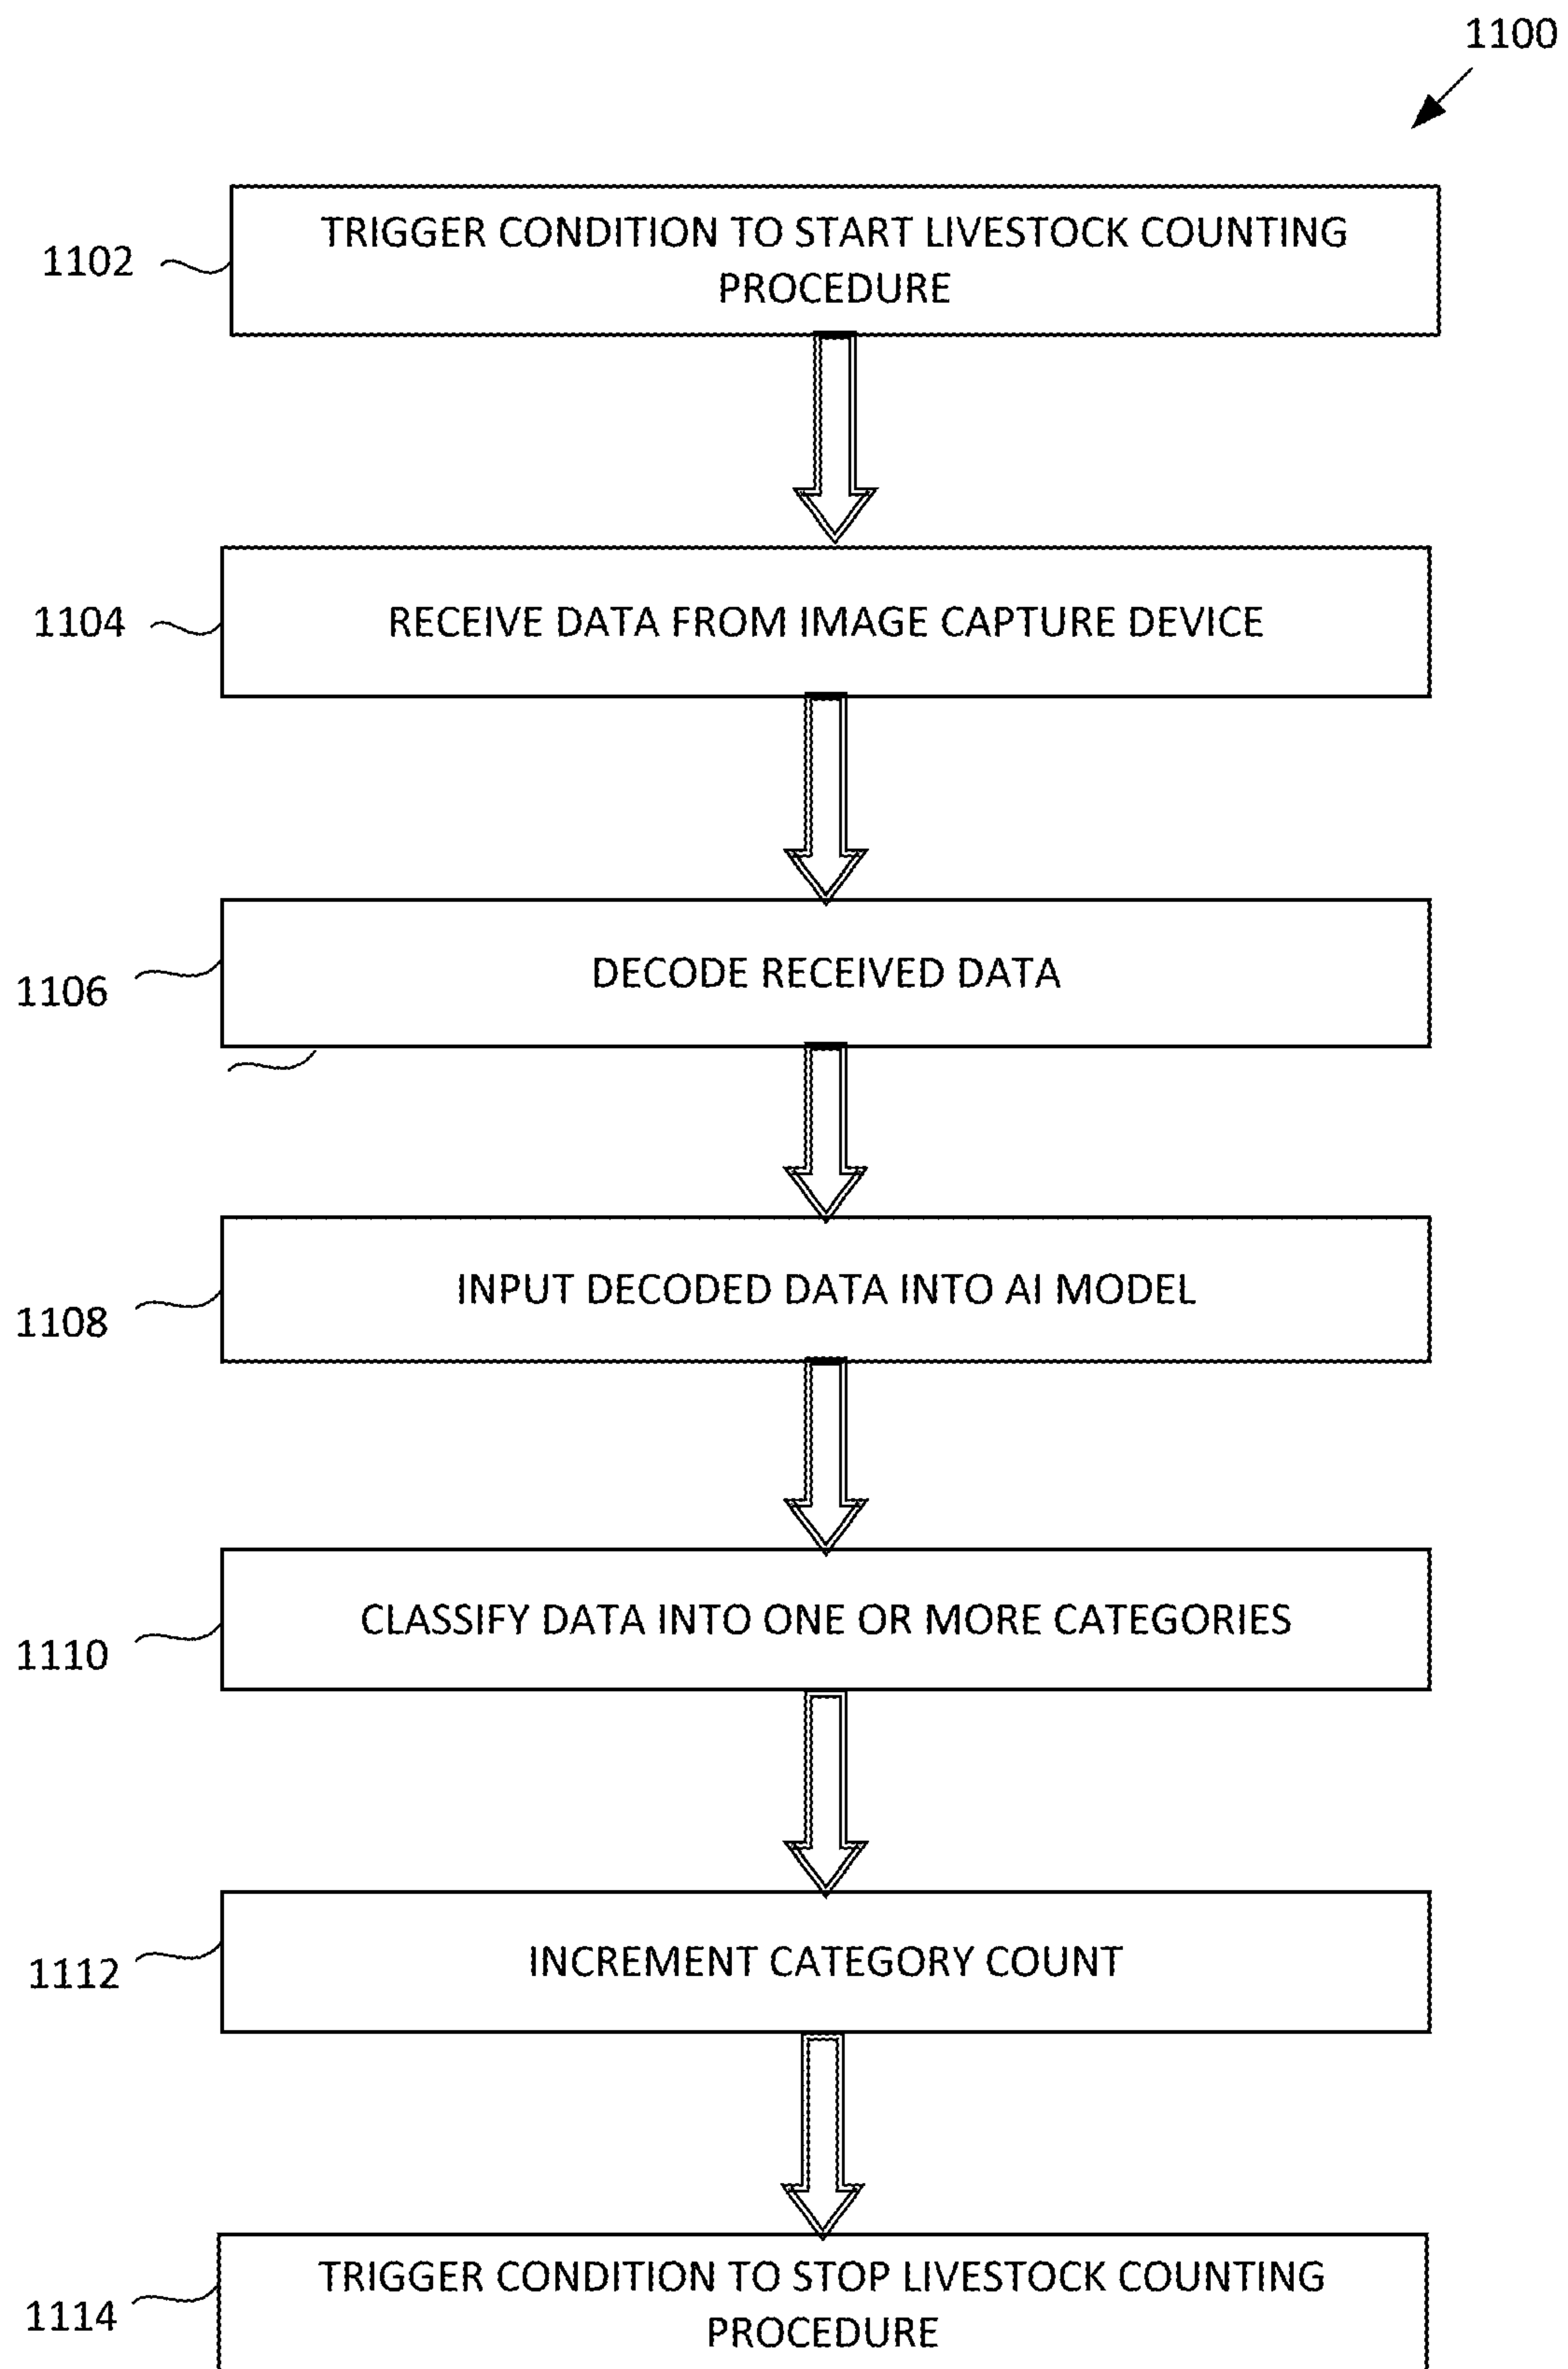 1100
TRIGGER CONDITION TO START LIVESTOCK COUNTING
PROCEDURE
1102
RECEIVE DATA FROM IMAGE CAPTURE DEVICE
1104
DECODE RECEIVED DATA
1106
INPUT DECODED DATA INTO AI MODEL
1108
CLASSIFY DATA INTO ONE OR MORE CATEGORIES
1110
INCREMENT CATEGORY COUNT
1112
TRIGGER CONDITION TO STOP LIVESTOCK COUNTING
PROCEDURE
1114